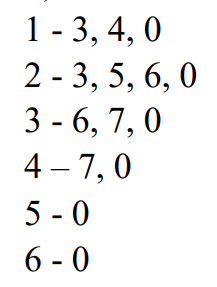 1 - 3, 4, 0
2 - 3, 5, 6, 0
3 - 6, 7, 0
4 – 7, 0
5 - 0
6 - 0